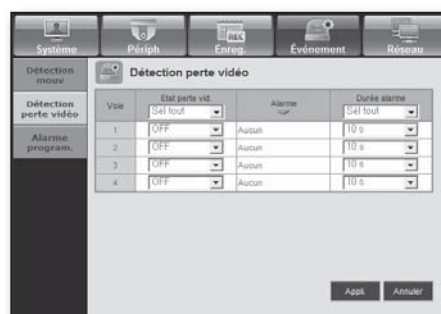 Système Périph Enreg. Événement Réseau
Détection mouv
Détection perte vidéo
Alarme program.
Détection perte vidéo
Voie Etat perte vid. Alarme Durée alarme
Sél tout Sél tout
1 OFF Aucun 10 s
2 OFF Aucun 10 s
3 OFF Aucun 10 s
4 OFF Aucun 10 s
Appli. Annuler